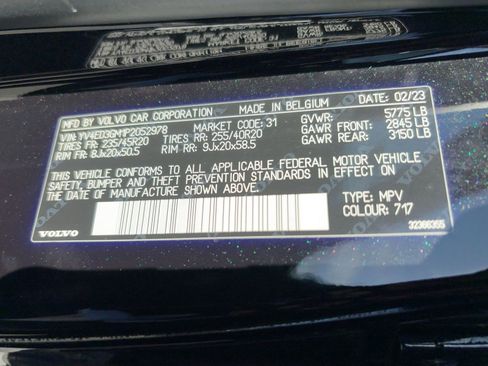 MFD BY VOLVO CAR CORPORATION MADE IN BELGIUM DATE: 02/23
VIN: YV4ED3GM1P2052978 MARKET CODE: 31 GVWR: 5775 LB
TIRES FR: 235/45R20 TIRES RR: 255/40R20 GAWR FRONT: 2845 LB
RIM FR: 8Jx20x50.5 RIM RR: 9Jx20x58.5 GAWR REAR: 3150 LB
THIS VEHICLE CONFORMS TO ALL APPLICABLE FEDERAL MOTOR VEHICLE
SAFETY, BUMPER AND THEFT PREVENTION STANDARDS IN EFFECT ON
THE DATE OF MANUFACTURE SHOWN ABOVE.
TYPE: MPV
COLOUR: 717
VOLVO
32366355